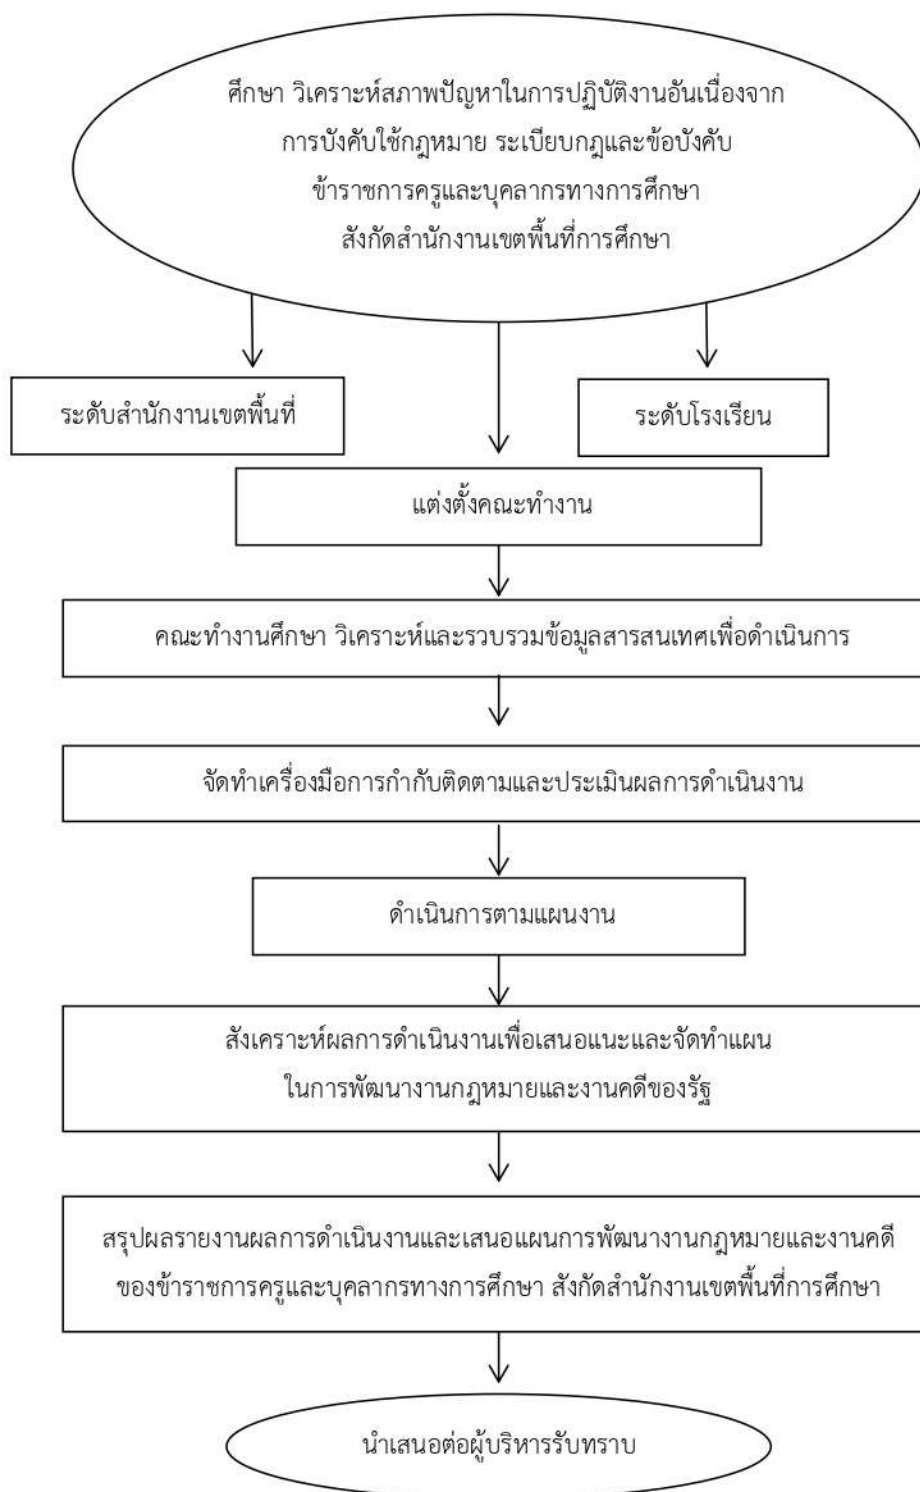 ศึกษา วิเคราะห์สภาพปัญหาในการปฏิบัติงานอันเนื่องจาก
การบังคับใช้กฎหมาย ระเบียบกฎและข้อบังคับ
ข้าราชการครูและบุคลากรทางการศึกษา
สังกัดสำนักงานเขตพื้นที่การศึกษา
ระดับสำนักงานเขตพื้นที่
ระดับโรงเรียน
แต่งตั้งคณะทำงาน
คณะทำงานศึกษา วิเคราะห์และรวบรวมข้อมูลสารสนเทศเพื่อดำเนินการ
จัดทำเครื่องมือการกำกับติดตามและประเมินผลการดำเนินงาน
ดำเนินการตามแผนงาน
สังเคราะห์ผลการดำเนินงานเพื่อเสนอแนะและจัดทำแผน
ในการพัฒนางานกฎหมายและงานคดีของรัฐ
สรุปผลรายงานผลการดำเนินงานและเสนอแผนการพัฒนางานกฎหมายและงานคดี
ของข้าราชการครูและบุคลากรทางการศึกษา สังกัดสำนักงานเขตพื้นที่การศึกษา
นำเสนอต่อผู้บริหารรับทราบ